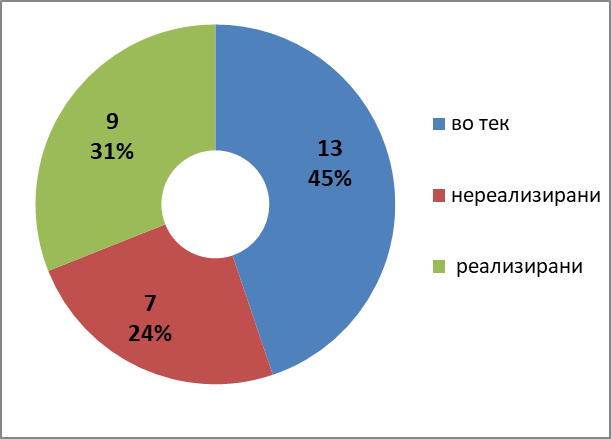 9
31%
13
45%
7
24%
во тек
нереализирани
реализирани